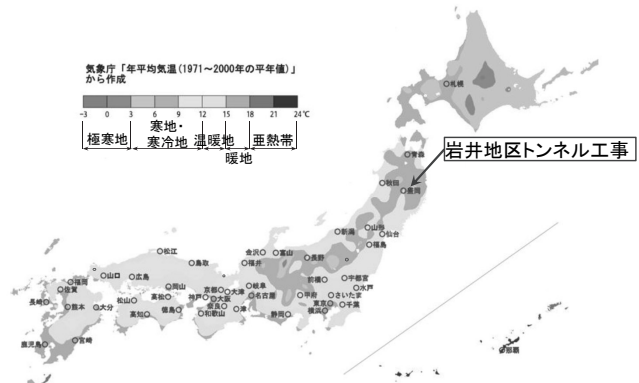 気象庁「年平均気温(1971～2000年の平年値)」
から作成
-3 0 3 6 9 12 15 18 21 24℃
極寒地
寒地・
寒冷地
温暖地
暖地
亜熱帯
岩井地区トンネル工事
札幌
青森
秋田
盛岡
山形
仙台
新潟
福島
金沢
富山
長野
福井
前橋
宇都宮
水戸
岐阜
甲府
さいたま
東京
千葉
横浜
名古屋
静岡
津
松江
鳥取
京都
大津
岡山
神戸
大阪
奈良
和歌山
広島
山口
高松
松山
徳島
高知
福岡
佐賀
長崎
熊本
大分
鹿児島
宮崎
那覇